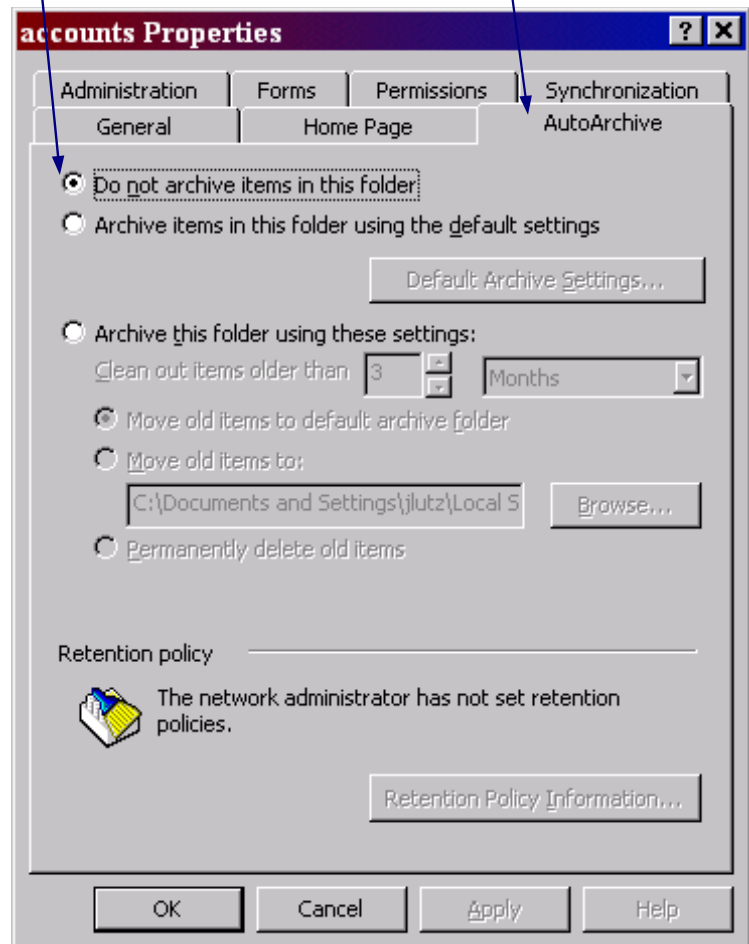 accounts Properties
Administration Forms Permissions Synchronization
General Home Page AutoArchive
Do not archive items in this folder
Archive items in this folder using the default settings
Default Archive Settings...
Archive this folder using these settings:
Clean out items older than 3 Months
Move old items to default archive folder
Move old items to:
C:\Documents and Settings\jlutz\Local S Browse...
Permanently delete old items
Retention policy
The network administrator has not set retention
policies.
Retention Policy Information...
OK Cancel Apply Help